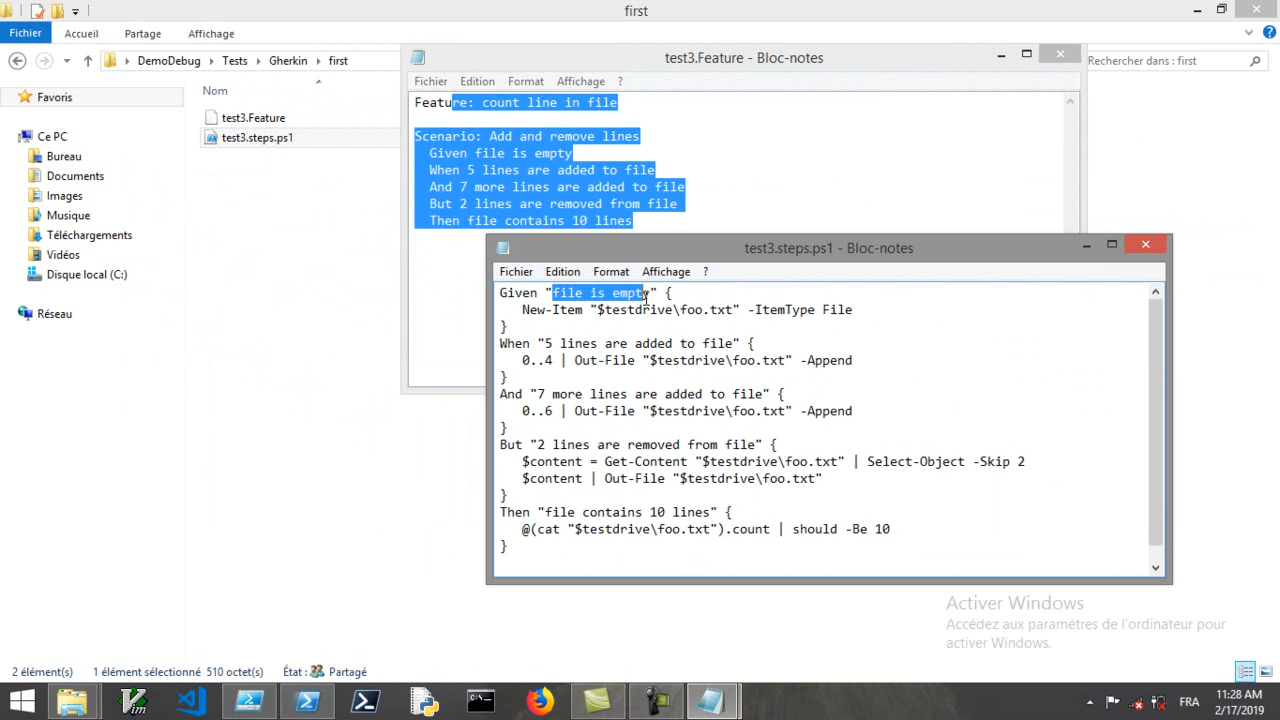 first
Fichier
Accueil
Partage
Affichage
DemoDebug
Tests
Gherkin
first
Rechercher dans : first
Favoris
Ce PC
Bureau
Documents
Images
Musique
Téléchargements
Vidéos
Disque local (C:)
Réseau
Nom
test3.Feature
test3.steps.ps1
test3.Feature - Bloc-notes
Fichier Edition Format Affichage ?
Feature: count line in file
Scenario: Add and remove lines
Given file is empty
When 5 lines are added to file
And 7 more lines are added to file
But 2 lines are removed from file
Then file contains 10 lines
test3.steps.ps1 - Bloc-notes
Fichier Edition Format Affichage ?
Given "file is empty" {
New-Item "$testdrive\foo.txt" -ItemType File
}
When "5 lines are added to file" {
0..4 | Out-File "$testdrive\foo.txt" -Append
}
And "7 more lines are added to file" {
0..6 | Out-File "$testdrive\foo.txt" -Append
}
But "2 lines are removed from file" {
$content = Get-Content "$testdrive\foo.txt" | Select-Object -Skip 2
$content | Out-File "$testdrive\foo.txt"
}
Then "file contains 10 lines" {
@(cat "$testdrive\foo.txt").count | should -Be 10
}
Activer Windows
Accédez aux paramètres de l'ordinateur pour
activer Windows.
2 élément(s) 1 élément sélectionné 510 octet(s) État : Partagé
FRA
11:28 AM
2/17/2019